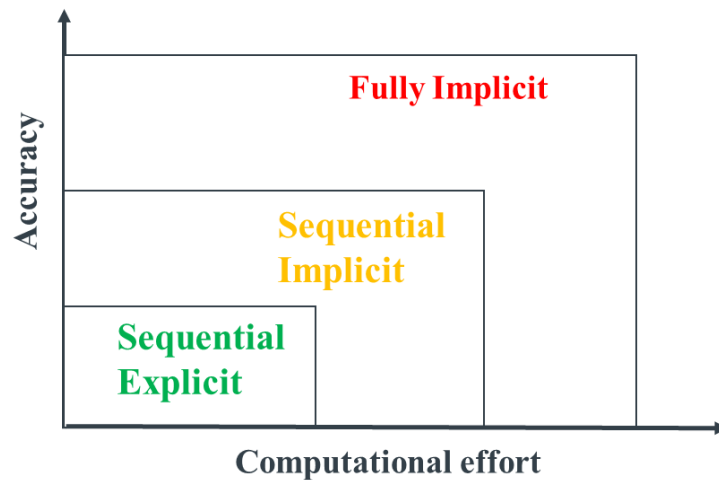 Fully Implicit
Accuracy
Sequential
Implicit
Sequential
Explicit
Computational effort